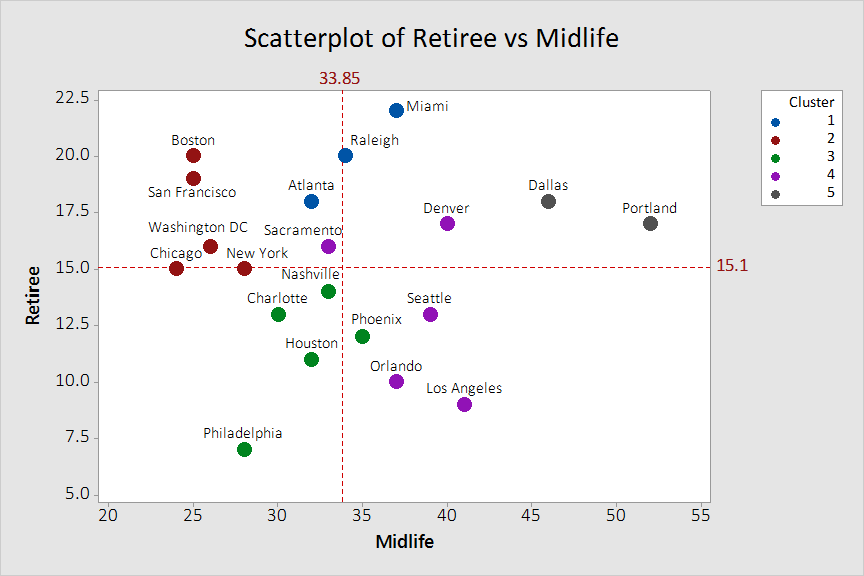 Scatterplot of Retiree vs Midlife
33.85
Cluster
1
2
3
4
5
22.5
20.0
17.5
15.0
12.5
10.0
7.5
5.0
Retiree
Miami
Boston
Raleigh
San Francisco
Atlanta
Dallas
Denver
Portland
Washington DC
Sacramento
Chicago
New York
15.1
Nashville
Charlotte
Seattle
Phoenix
Houston
Orlando
Los Angeles
Philadelphia
20
25
30
35
40
45
50
55
Midlife